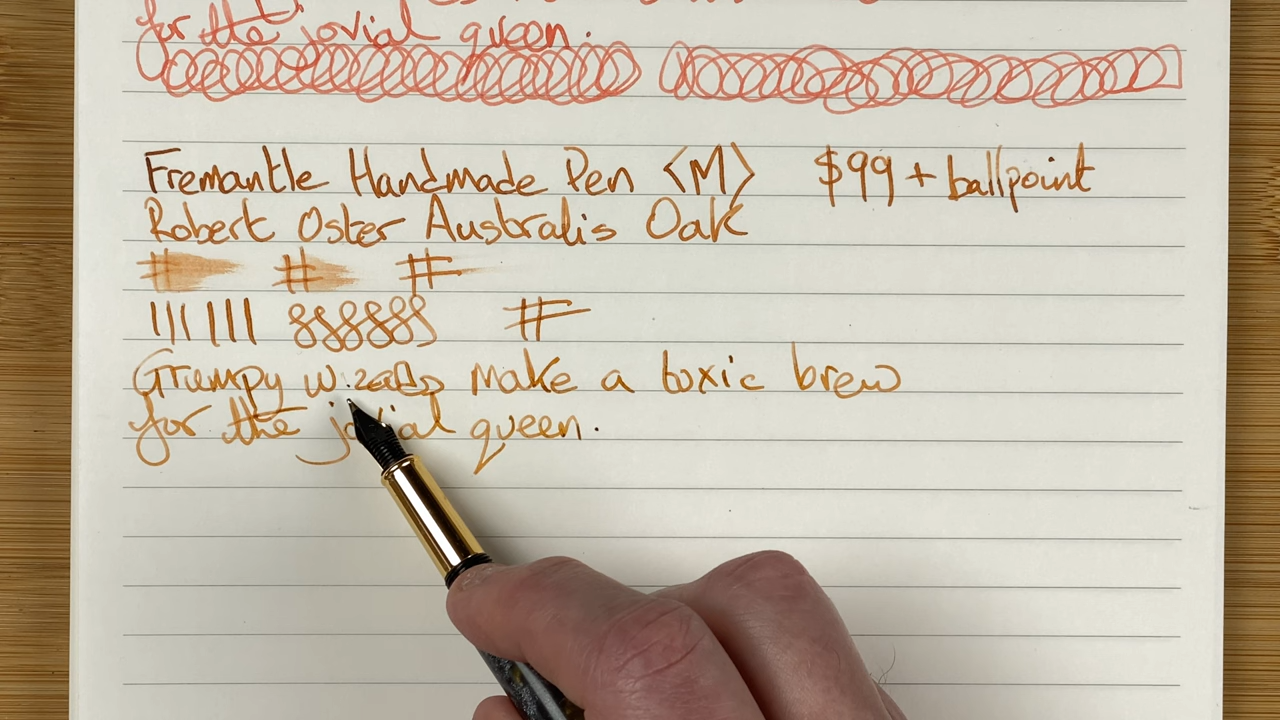 for the jovial queen.
Fremantle Handmade Pen <M> $99 + ballpoint
Robert Oster Australis Oak
# # #
#
Grumpy wizards make a toxic brew
for the jovial queen.